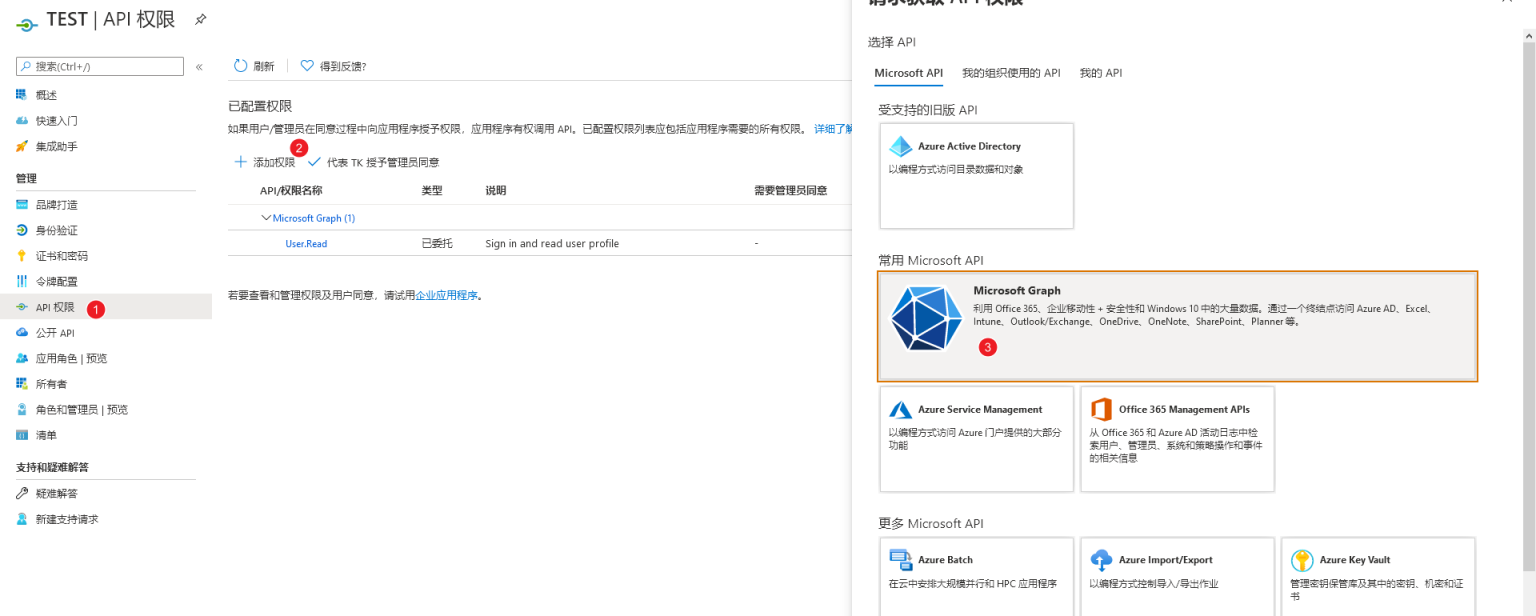 TEST | API 权限
搜索(Ctrl+/)
«
概述
快速入门
集成助手
管理
品牌打造
身份验证
证书和密码
令牌配置
API 权限
1
公开 API
应用角色 | 预览
所有者
角色和管理员 | 预览
清单
支持和疑难解答
疑难解答
新建支持请求
刷新
得到反馈?
已配置权限
如果用户/管理员在同意过程中向应用程序授予权限，应用程序有权调用 API。已配置权限列表应包括应用程序需要的所有权限。 详细了解
2
添加权限
代表 TK 授予管理员同意
API/权限名称 类型 说明 需要管理员同意
Microsoft Graph (1)
User.Read 已委托 Sign in and read user profile -
若要查看和管理权限及用户同意，请试用企业应用程序。
请求获取 API 权限
选择 API
Microsoft API 我的组织使用的 API 我的 API
受支持的旧版 API
Azure Active Directory
以编程方式访问目录数据和对象
常用 Microsoft API
Microsoft Graph
利用 Office 365、企业移动性 + 安全性和 Windows 10 中的大量数据。通过一个终结点访问 Azure AD、Excel、
Intune、Outlook/Exchange、OneDrive、OneNote、SharePoint、Planner 等。
3
Azure Service Management
以编程方式访问 Azure 门户提供的大部分
功能
Office 365 Management APIs
从 Office 365 和 Azure AD 活动日志中检
索用户、管理员、系统和策略操作和事件
的相关信息
更多 Microsoft API
Azure Batch
在云中安排大规模并行和 HPC 应用程序
Azure Import/Export
以编程方式控制导入/导出作业
Azure Key Vault
管理密钥保管库及其中的密钥、机密和证
书